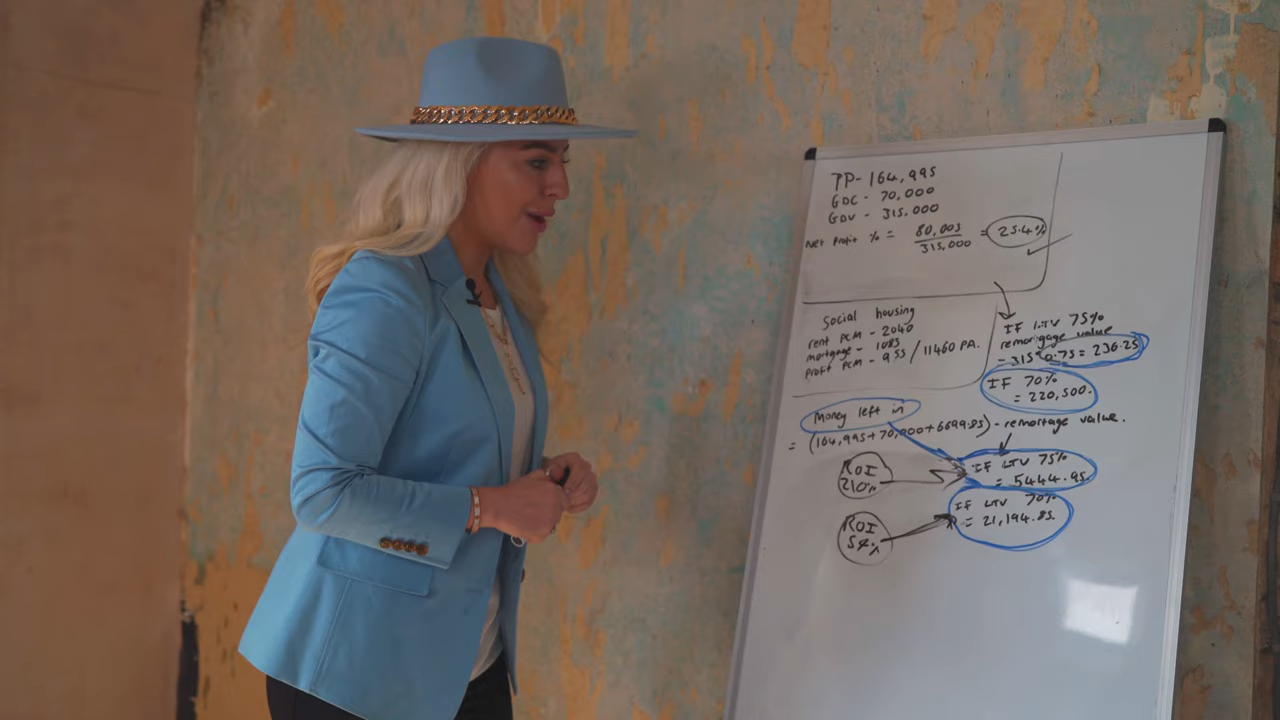 TP- 164,995
GDC - 70,000
GDV - 315,000
Net Profit % = 80,005 / 315,000 = 25.4%
Social housing
rent PCM - 2040
mortgage - 1085
profit PCM - 955 / 11460 PA.
IF LTV 75%
remortgage value
- 315*0.75 = 236.25
IF 70%
= 220,500.
Money left in
= (164,995+70,000+6699.85) - remortage value.
ROI
210%
IF LTV 75%
= 5444.95
ROI
54%
IF LTV 70%
= 21,194.85.